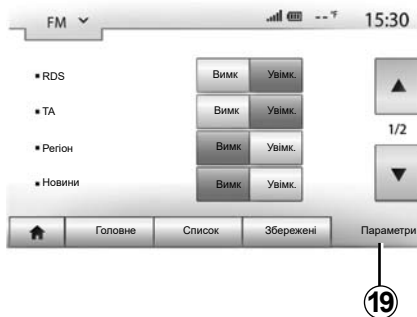 FM --°F 15:30
RDS Вимк Увімк.
TA Вимк Увімк.
1/2
Регіон Вимк Увімк.
Новини Вимк Увімк.
Головне Список Збережені Параметри
19